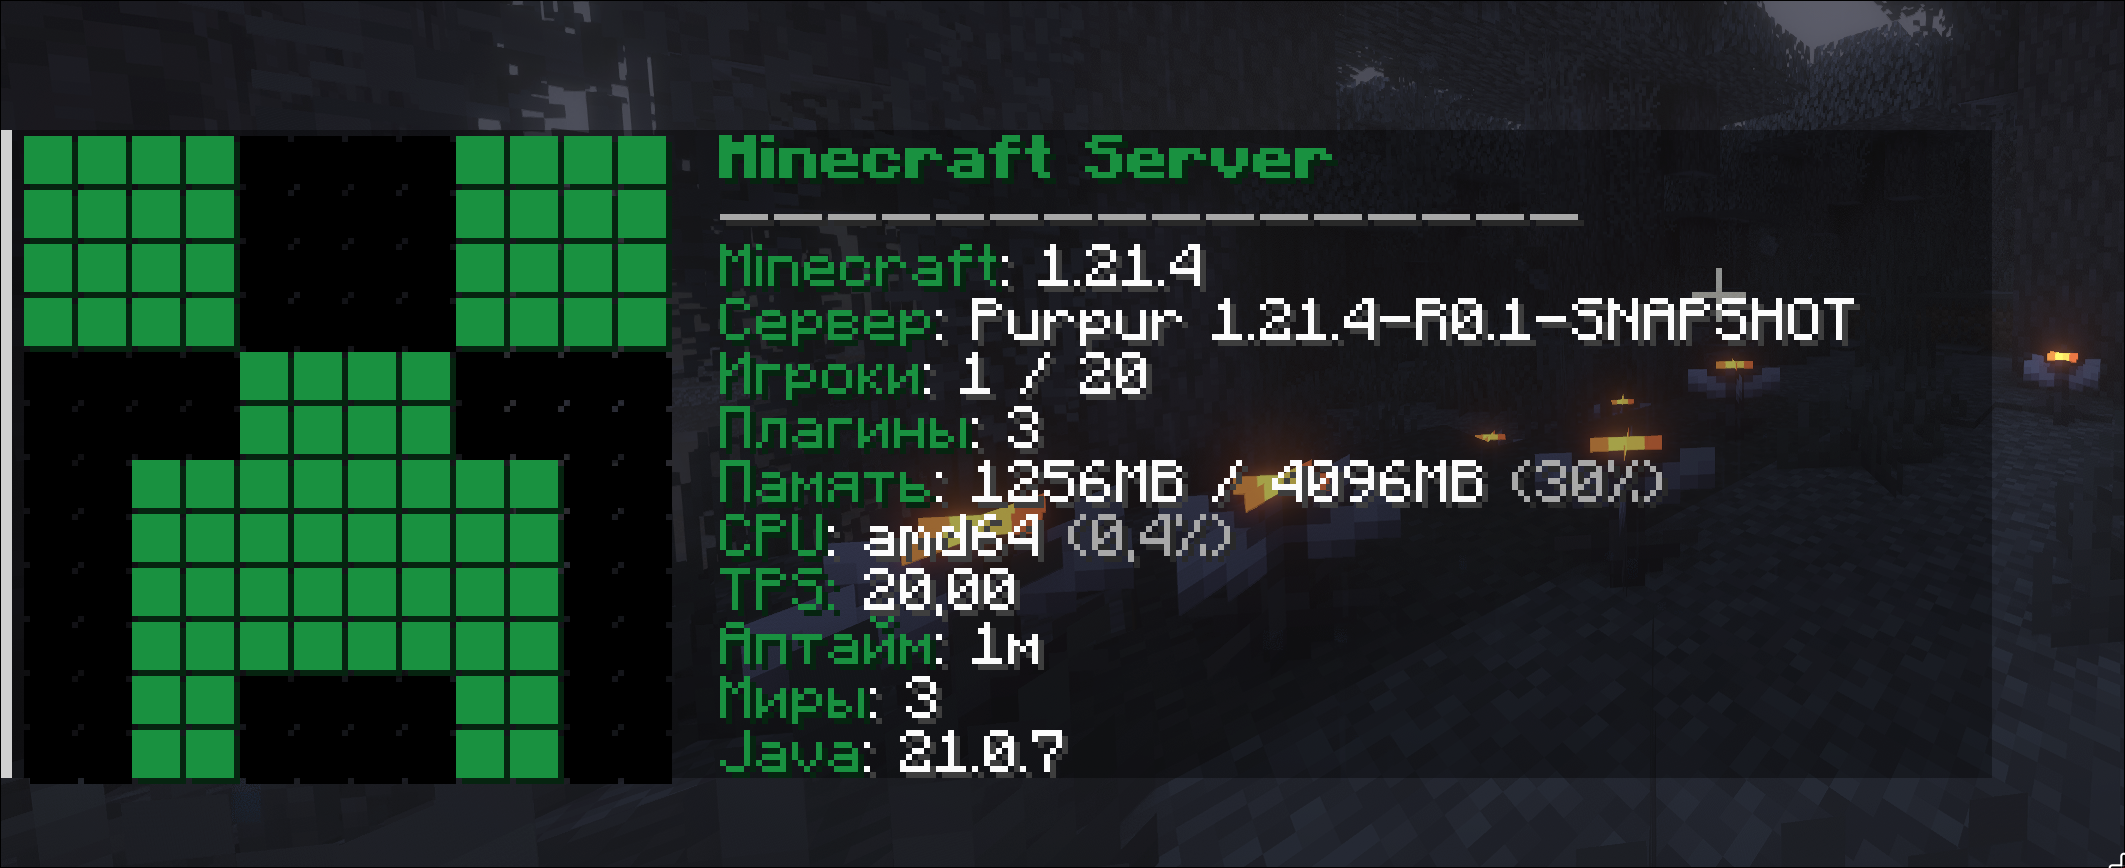 Minecraft Server
————————————————
Minecraft: 1.21.4
Сервер: Purpur 1.21.4-R0.1-SNAPSHOT
Игроки: 1 / 20
Плагины: 3
Память: 1256MB / 4096MB (30%)
CPU: amd64 (0,4%)
TPS: 20,00
Аптайм: 1м
Миры: 3
Java: 21.0.7